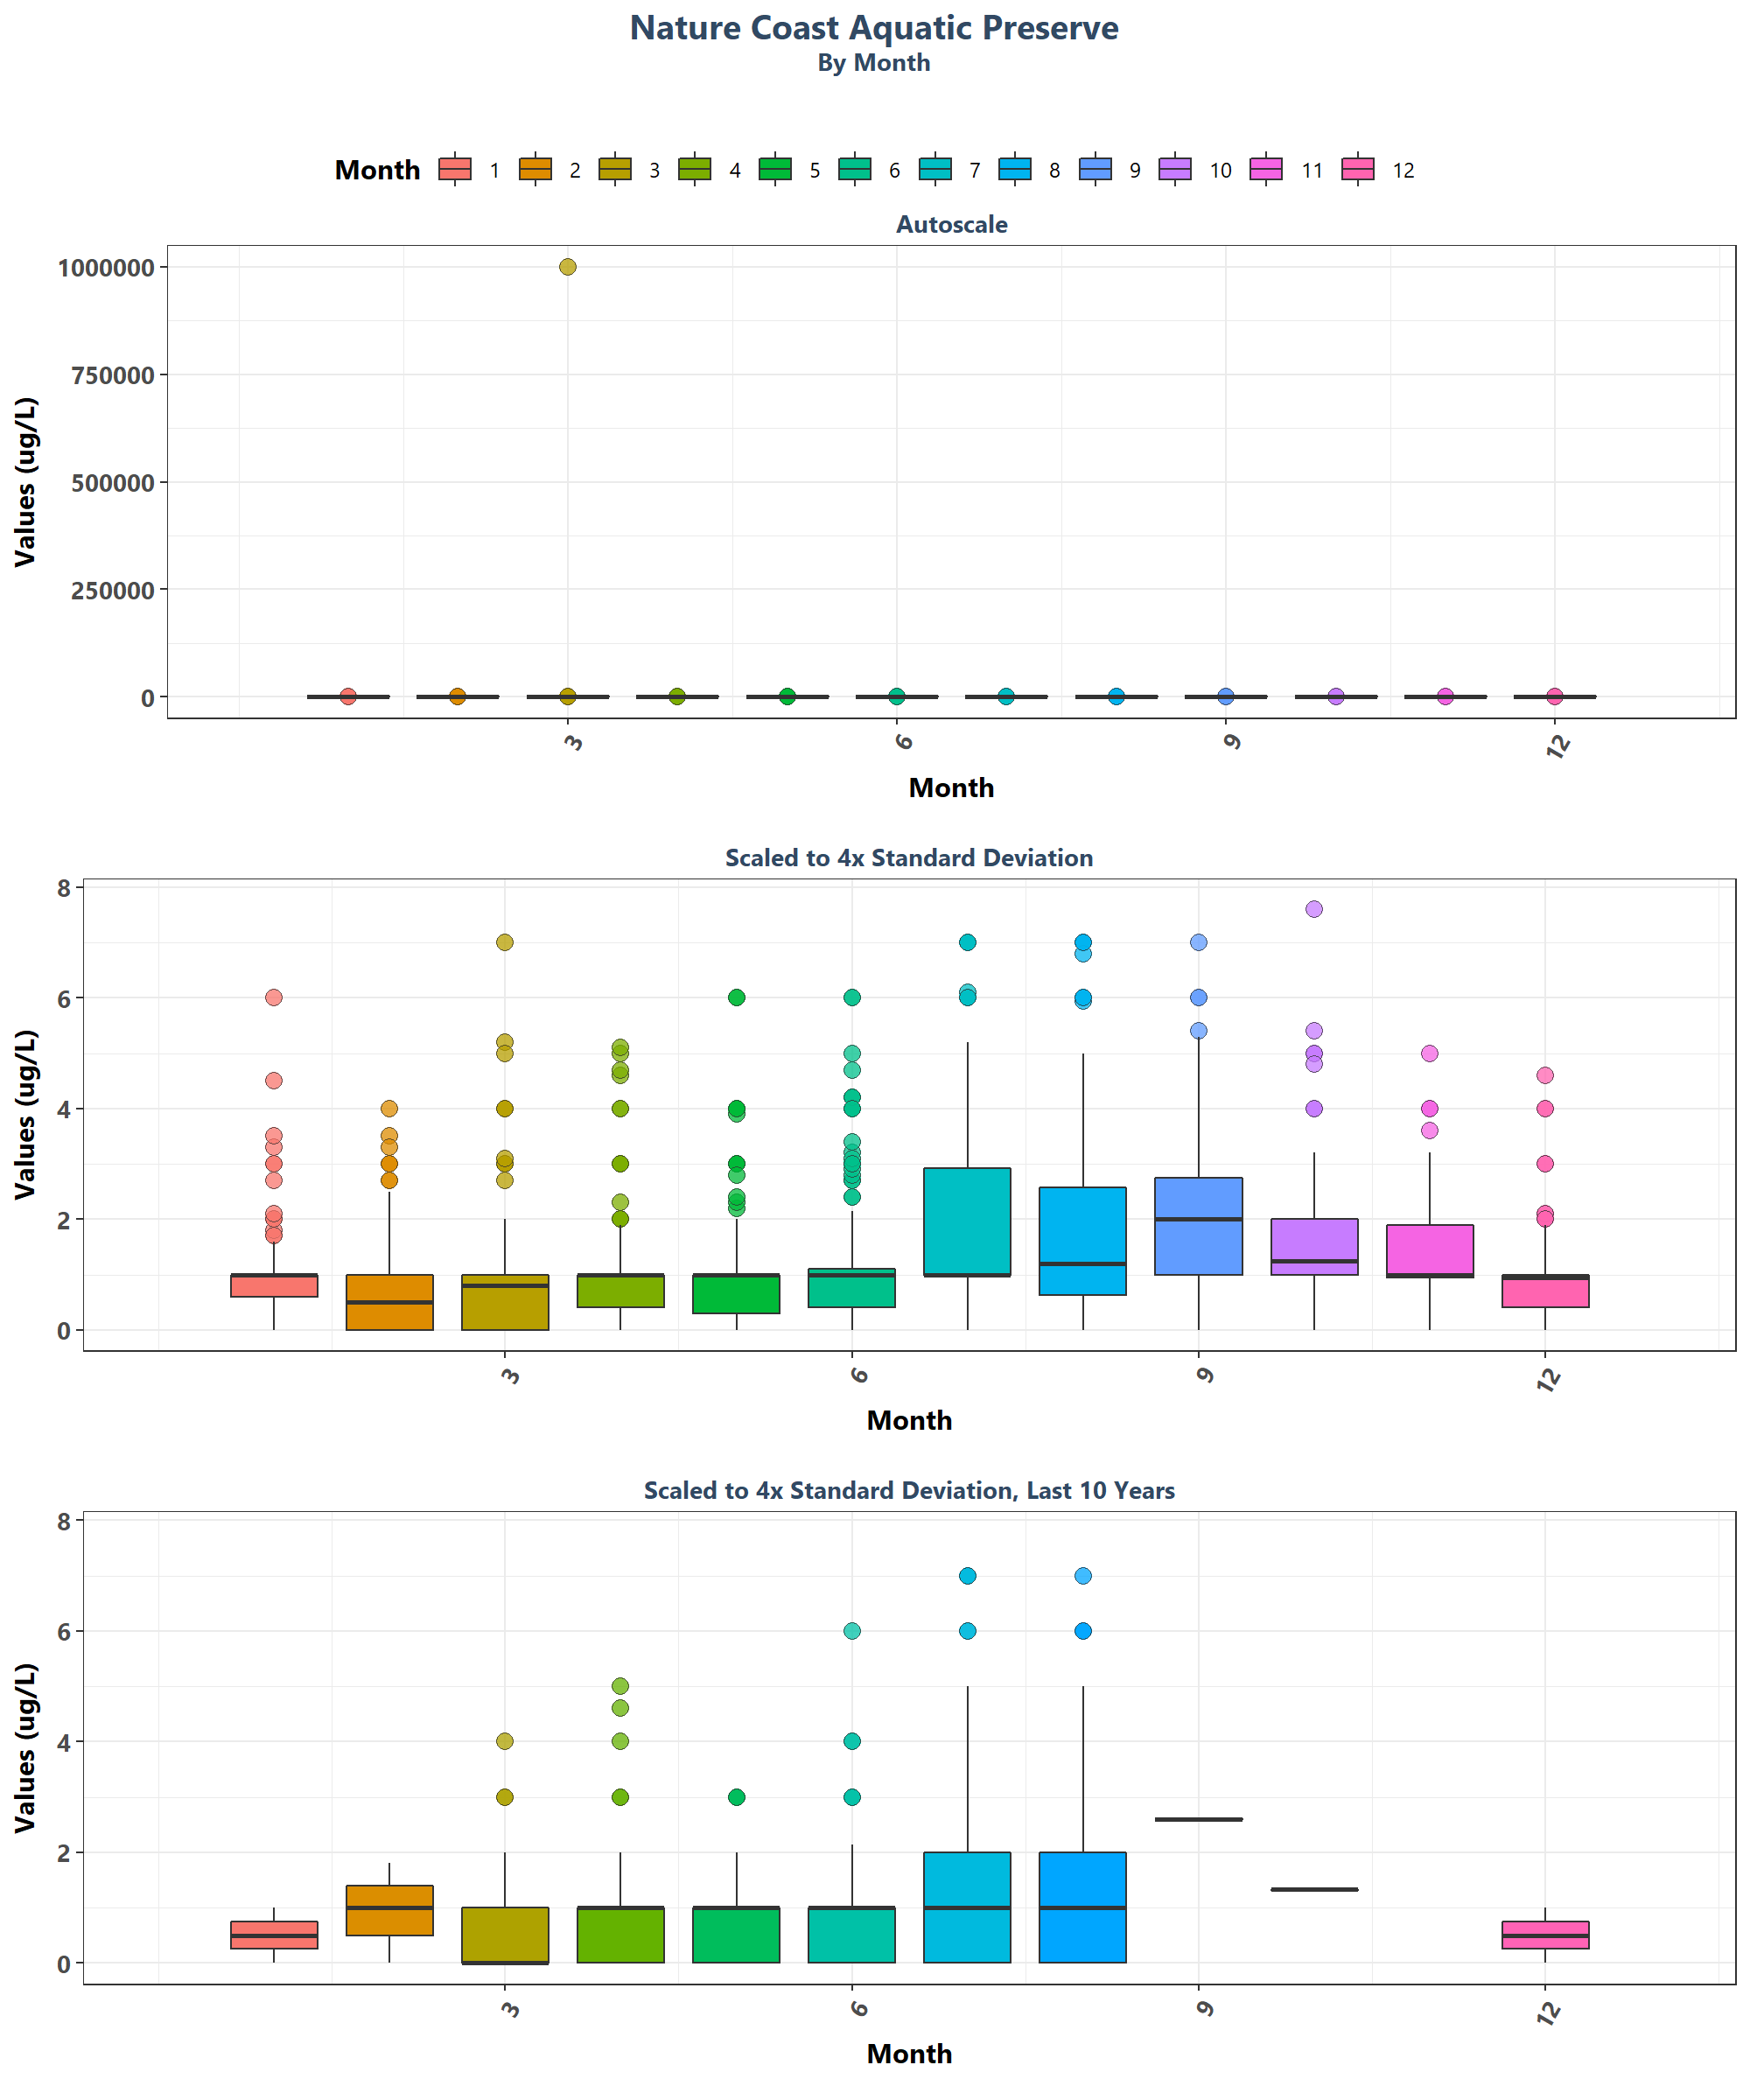 Nature Coast Aquatic Preserve
By Month
Month 1 2 3 4 5 6 7 8 9 10 11 12
Autoscale
Values (ug/L)
1000000
750000
500000
250000
0
3 6 9 12
Month
Scaled to 4x Standard Deviation
Values (ug/L)
8
6
4
2
0
3 6 9 12
Month
Scaled to 4x Standard Deviation, Last 10 Years
Values (ug/L)
8
6
4
2
0
3 6 9 12
Month